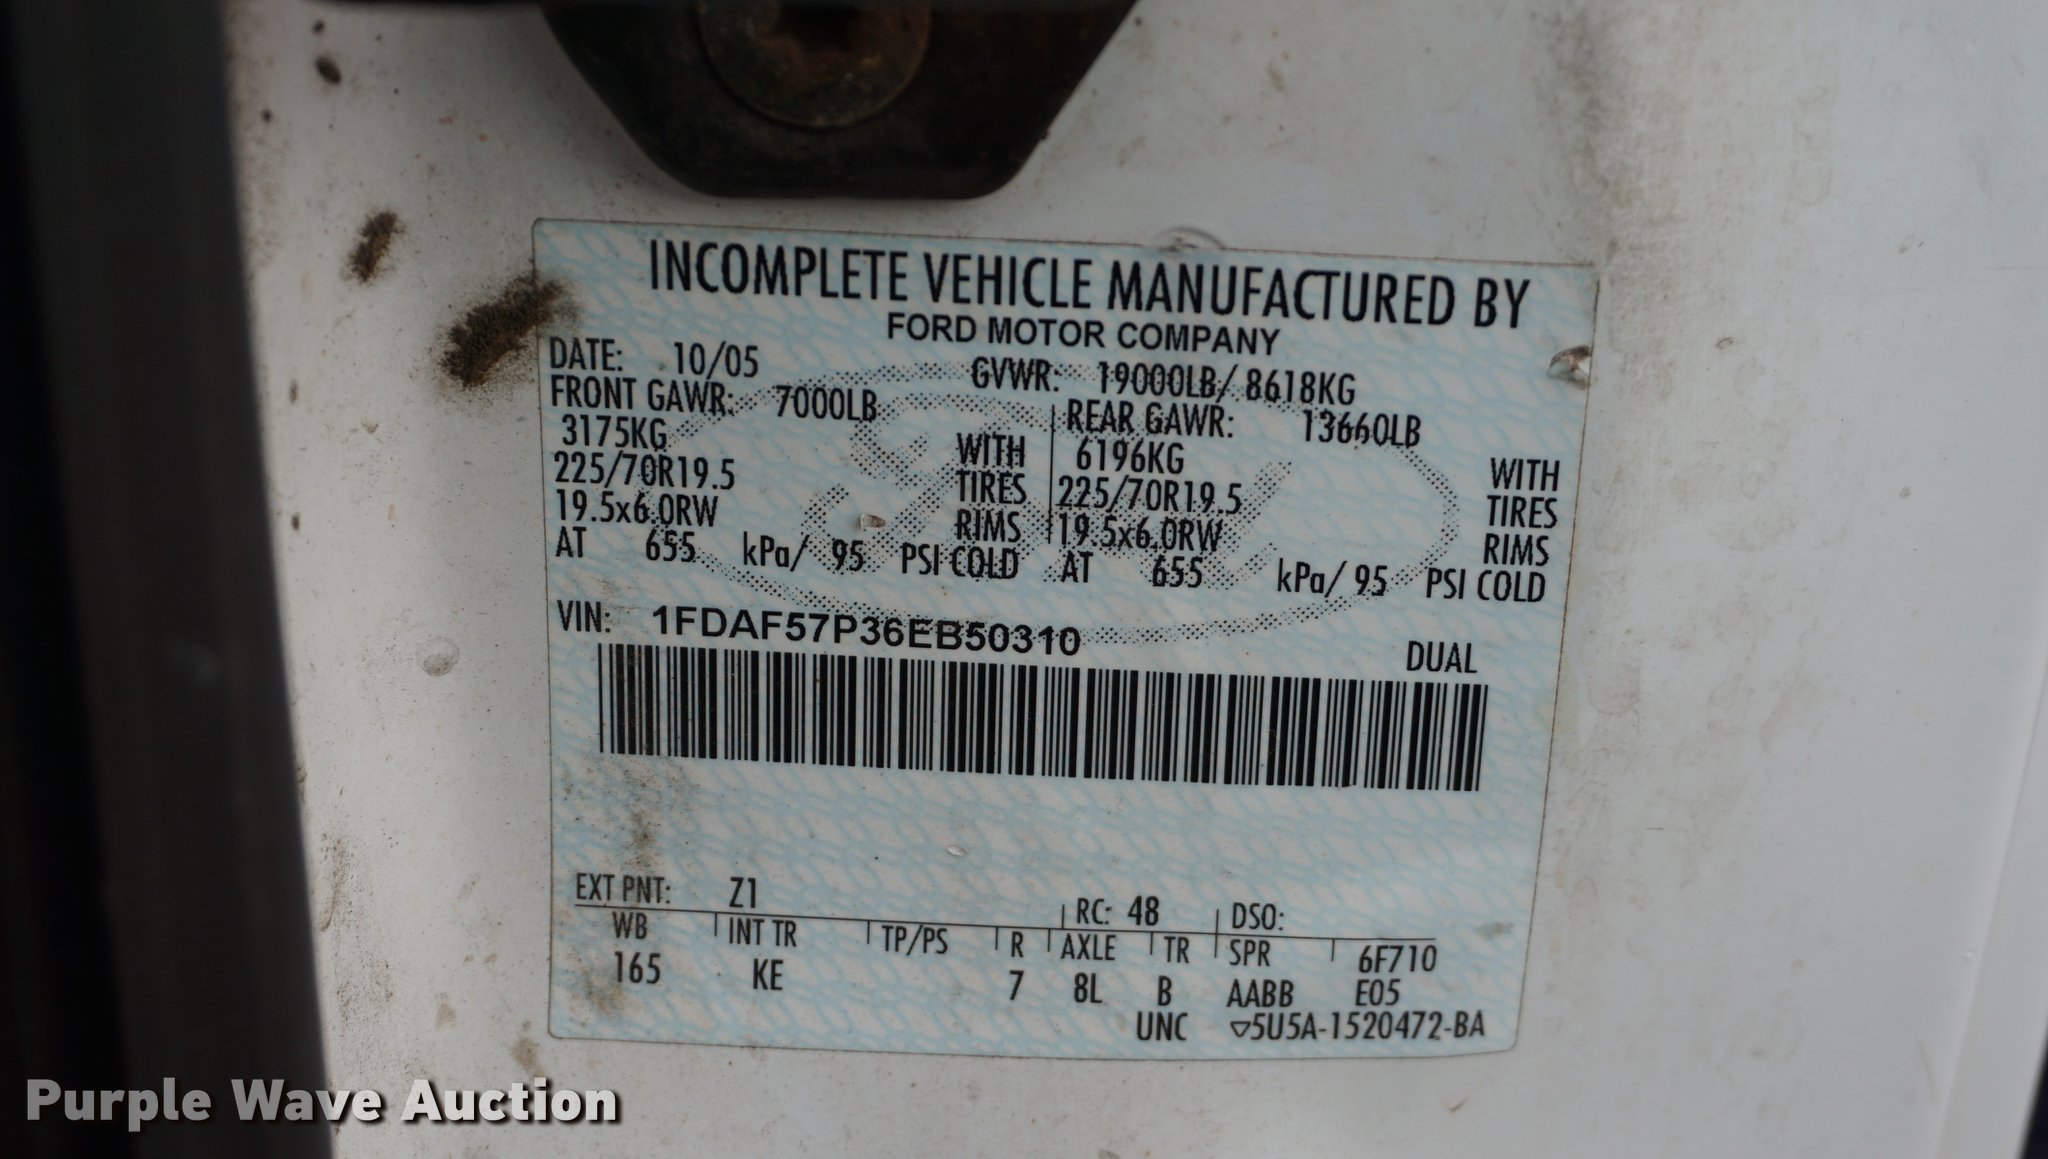 INCOMPLETE VEHICLE MANUFACTURED BY
FORD MOTOR COMPANY
DATE: 10/05 GVWR: 19000LB/ 8618KG
FRONT GAWR: 7000LB REAR GAWR: 13660LB
3175KG WITH 6196KG WITH
225/70R19.5 TIRES 225/70R19.5 TIRES
19.5x6.0RW RIMS 19.5x6.0RW RIMS
AT 655 kPa/ 95 PSI COLD AT 655 kPa/ 95 PSI COLD
VIN: 1FDAF57P36EB50310
DUAL
EXT PNT: Z1 RC: 48 DSO:
WB INT TR TP/PS R AXLE TR SPR 6F710
165 KE 7 8L B AABB E05
UNC ▽5U5A-1520472-BA
Purple Wave Auction